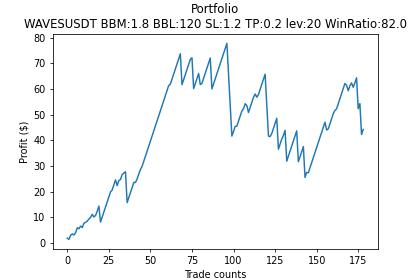 Portfolio
WAVESUSDT BBM:1.8 BBL:120 SL:1.2 TP:0.2 lev:20 WinRatio:82.0
80
70
60
50
40
30
20
10
0
Profit ($)
0 25 50 75 100 125 150 175
Trade counts